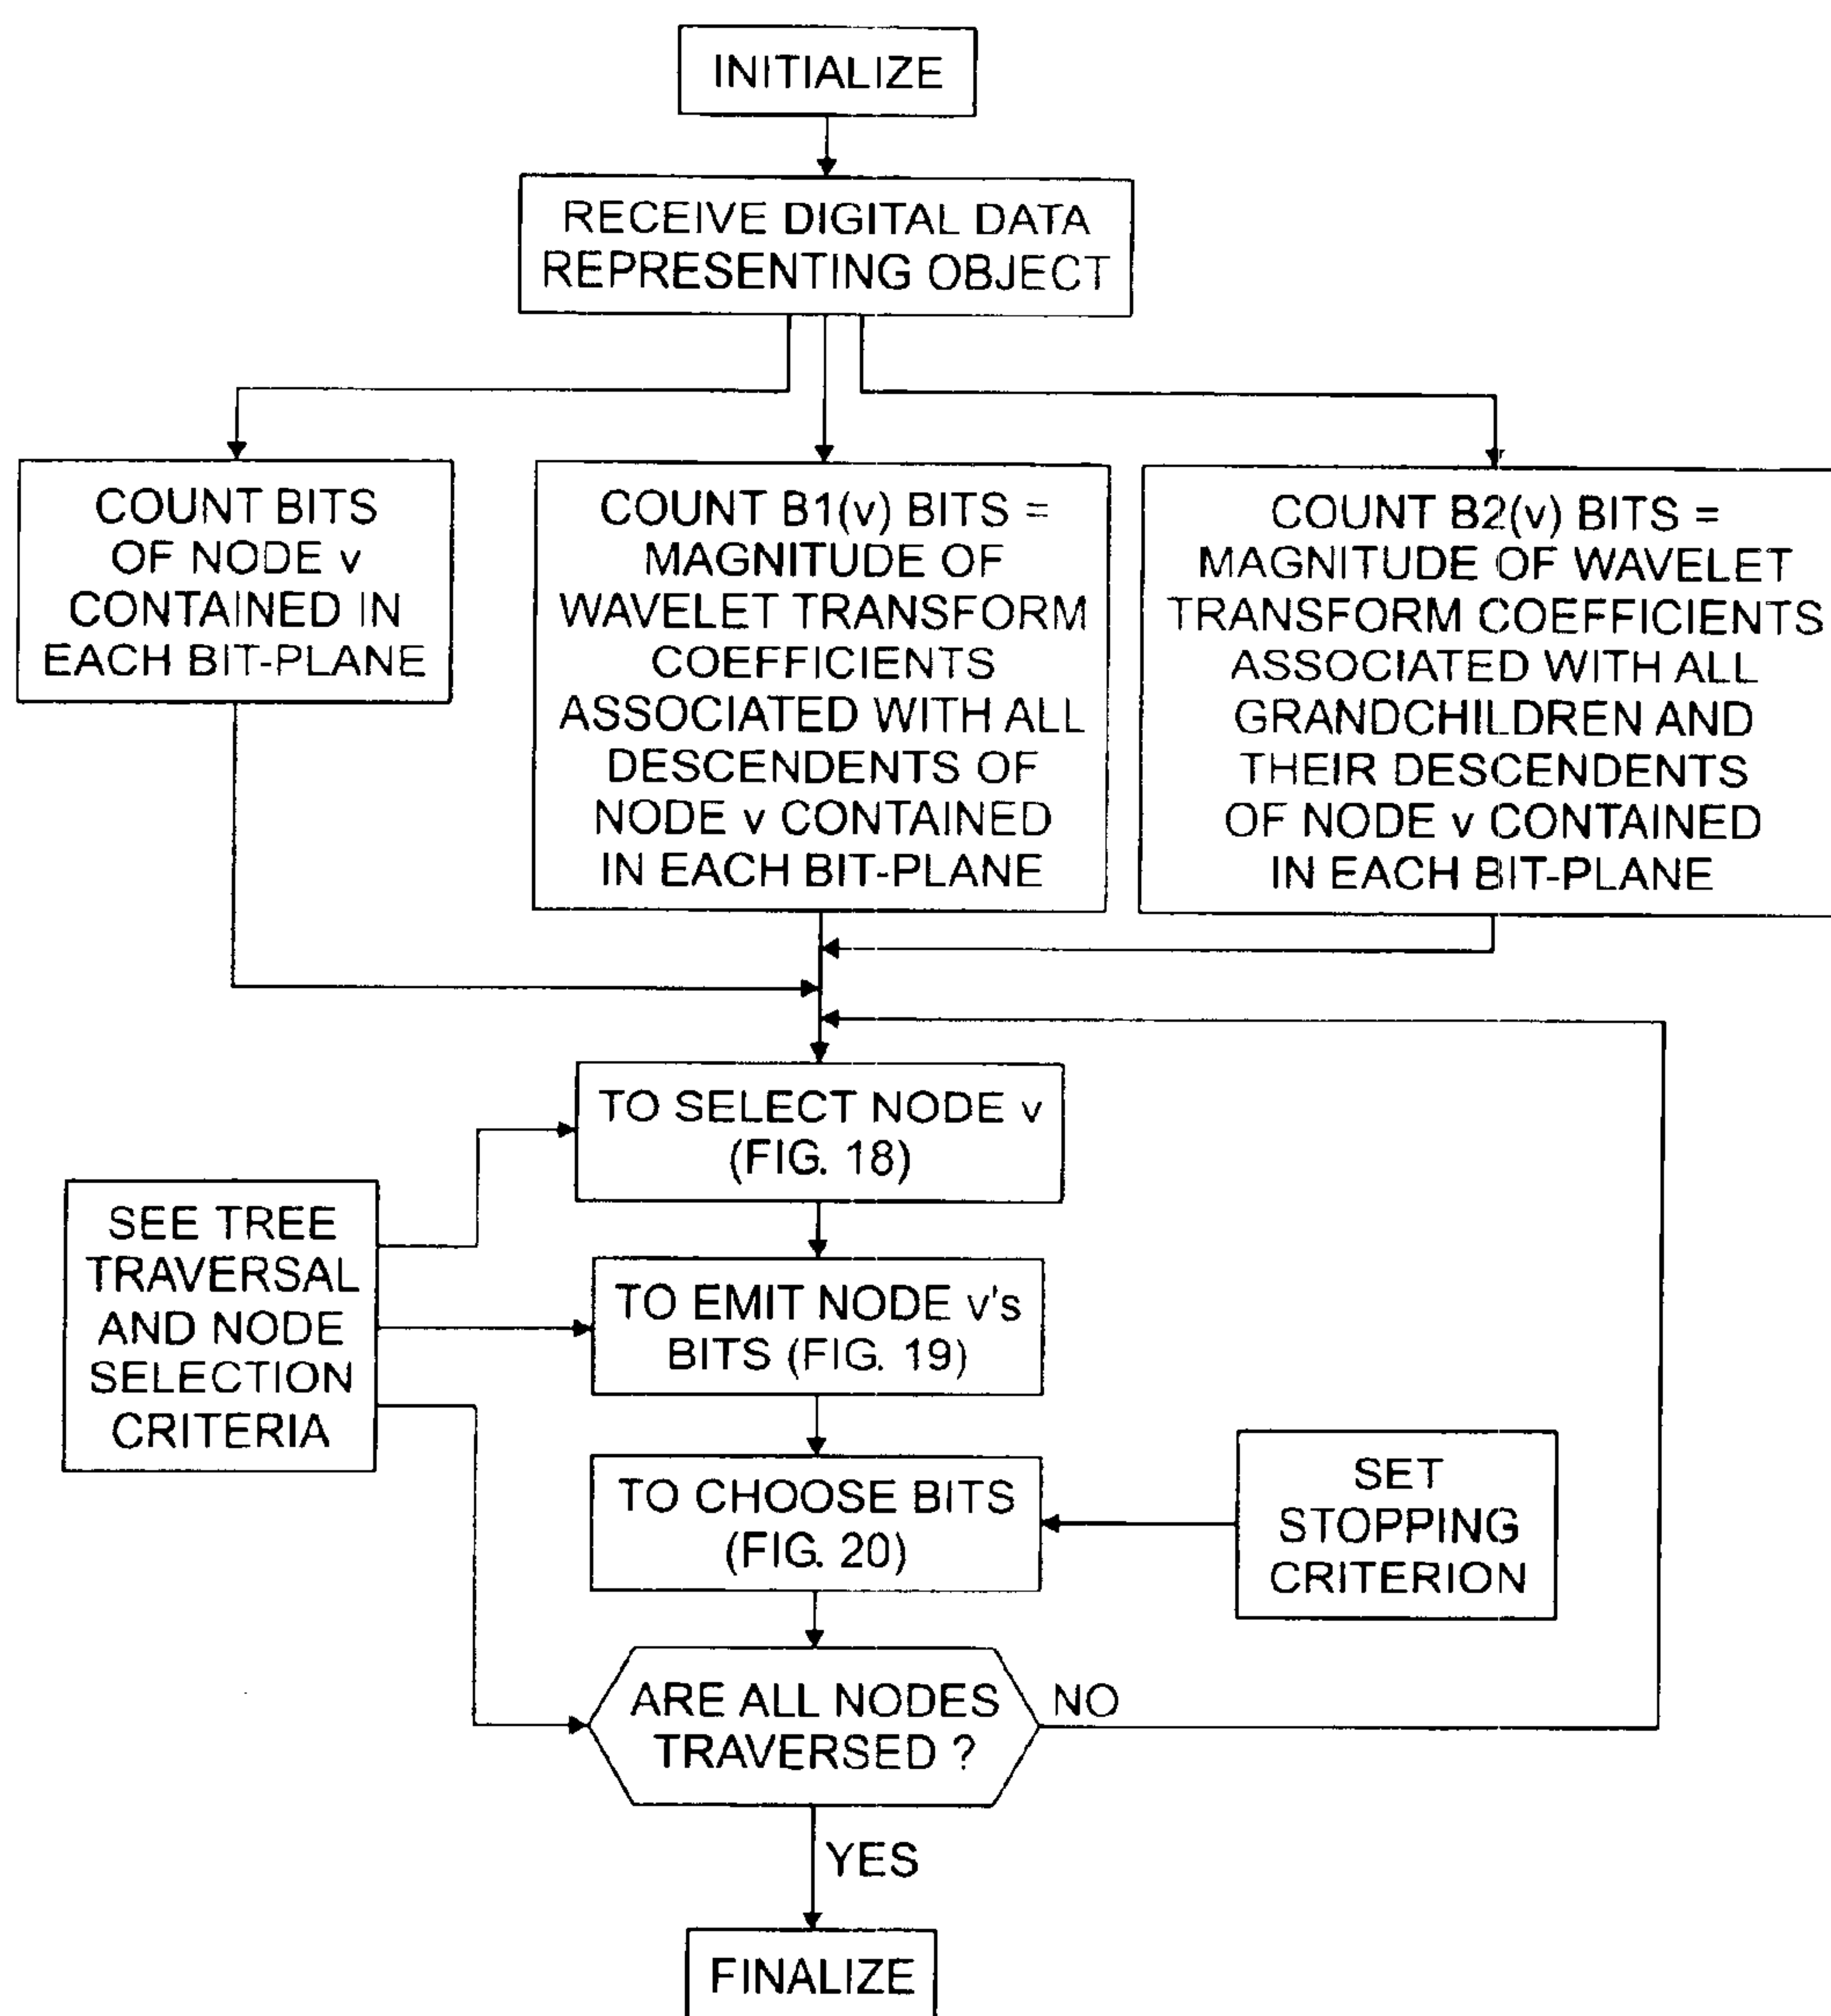 INITIALIZE
RECEIVE DIGITAL DATA
REPRESENTING OBJECT
COUNT BITS
OF NODE v
CONTAINED IN
EACH BIT-PLANE
COUNT B1(v) BITS =
MAGNITUDE OF
WAVELET TRANSFORM
COEFFICIENTS
ASSOCIATED WITH ALL
DESCENDENTS OF
NODE v CONTAINED
IN EACH BIT-PLANE
COUNT B2(v) BITS =
MAGNITUDE OF WAVELET
TRANSFORM COEFFICIENTS
ASSOCIATED WITH ALL
GRANDCHILDREN AND
THEIR DESCENDENTS
OF NODE v CONTAINED
IN EACH BIT-PLANE
TO SELECT NODE v
(FIG. 18)
SEE TREE
TRAVERSAL
AND NODE
SELECTION
CRITERIA
TO EMIT NODE v's
BITS (FIG. 19)
TO CHOOSE BITS
(FIG. 20)
SET
STOPPING
CRITERION
ARE ALL NODES
TRAVERSED ?
NO
YES
FINALIZE